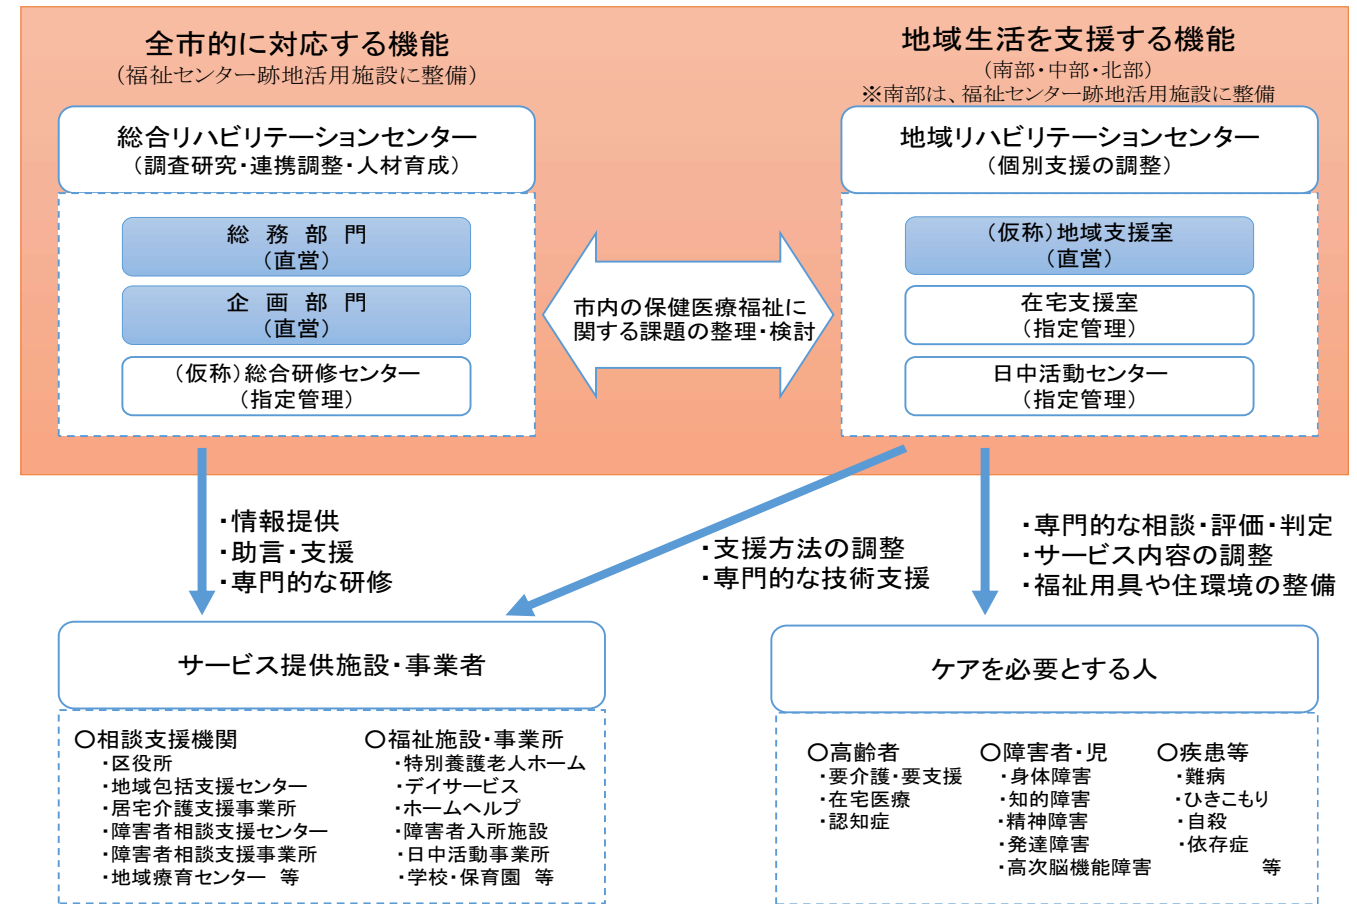 全市的に対応する機能
（福祉センター跡地活用施設に整備）
総合リハビリテーションセンター
（調査研究・連携調整・人材育成）
総　務　部　門
（直営）
企　画　部　門
（直営）
（仮称）総合研修センター
（指定管理）
市内の保健医療福祉に
関する課題の整理・検討
地域生活を支援する機能
（南部・中部・北部）
※南部は、福祉センター跡地活用施設に整備
地域リハビリテーションセンター
（個別支援の調整）
（仮称）地域支援室
（直営）
在宅支援室
（指定管理）
日中活動センター
（指定管理）
・情報提供
・助言・支援
・専門的な研修
・支援方法の調整
・専門的な技術支援
・専門的な相談・評価・判定
・サービス内容の調整
・福祉用具や住環境の整備
サービス提供施設・事業者
〇相談支援機関
・区役所
・地域包括支援センター
・居宅介護支援事業所
・障害者相談支援センター
・障害者相談支援事業所
・地域療育センター　等
〇福祉施設・事業所
・特別養護老人ホーム
・デイサービス
・ホームヘルプ
・障害者入所施設
・日中活動事業所
・学校・保育園　等
ケアを必要とする人
〇高齢者
・要介護・要支援
・在宅医療
・認知症
〇障害者・児
・身体障害
・知的障害
・精神障害
・発達障害
・高次脳機能障害
〇疾患等
・難病
・ひきこもり
・自殺
・依存症
等